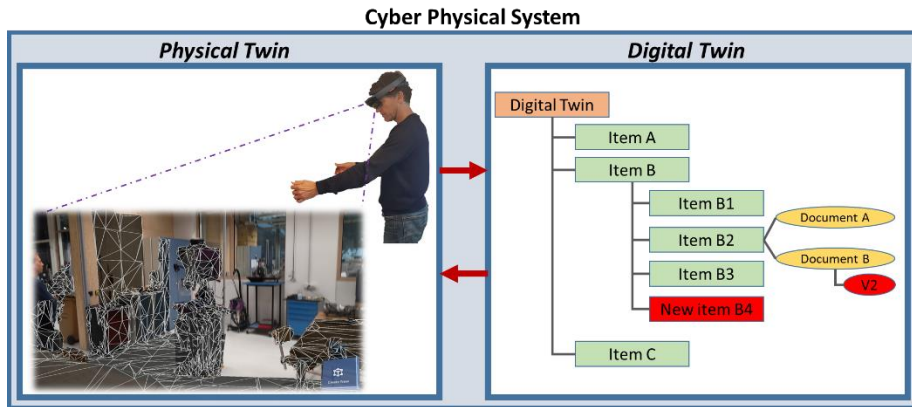 Cyber Physical System
Physical Twin
Digital Twin
Digital Twin
Item A
Item B
Item B1
Item B2
Item B3
New item B4
Item C
Document A
Document B
V2